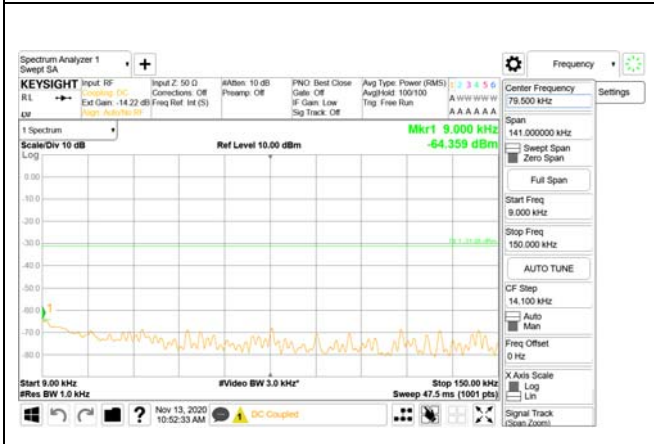 Spectrum Analyzer 1
Swept SA
Frequency
KEYSIGHT
RL
Input: RF
Coupling: DC
Ext Gain: -14.22 dB
Align: Auto/No RF
Input Z: 50 Ω
Corrections: Off
Freq Ref: Int (S)
#Atten: 10 dB
Preamp: Off
PNO: Best Close
Gate: Off
IF Gain: Low
Sig Track: Off
Avg Type: Power (RMS)
Avg|Hold: 100/100
Trig: Free Run
1 2 3 4 5 6
A W W W W W
A A A A A A
Center Frequency
79.500 kHz
Settings
Span
141.000000 kHz
Swept Span
Zero Span
Full Span
Start Freq
9.000 kHz
Stop Freq
150.000 kHz
AUTO TUNE
CF Step
14.100 kHz
Auto
Man
Freq Offset
0 Hz
X Axis Scale
Log
Lin
Signal Track
(Span Zoom)
1 Spectrum
Scale/Div 10 dB
Ref Level 10.00 dBm
Mkr1 9.000 kHz
-64.359 dBm
Log
0.00
-10.0
-20.0
-30.0
-40.0
-50.0
-60.0
-70.0
-80.0
1
Start 9.00 kHz
#Res BW 1.0 kHz
#Video BW 3.0 kHz*
Stop 150.00 kHz
Sweep 47.5 ms (1001 pts)
?
Nov 13, 2020
10:52:33 AM
DC Coupled